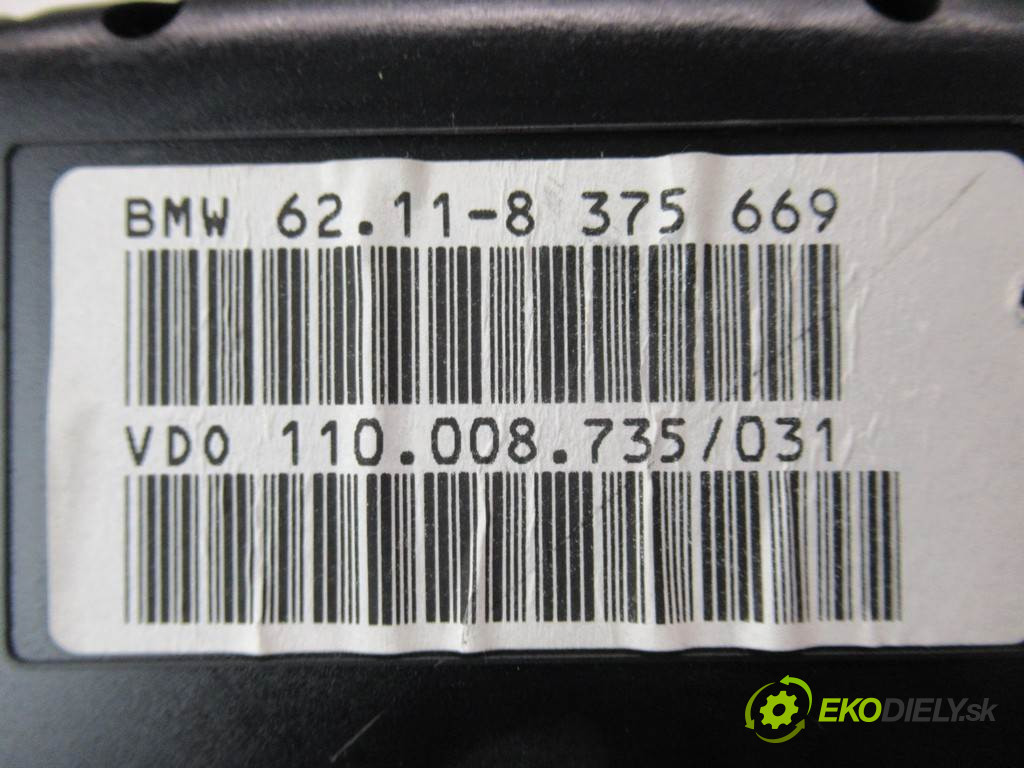 BMW 62.11-8 375 669
VDO 110.008.735/031
EKODIELY.sk